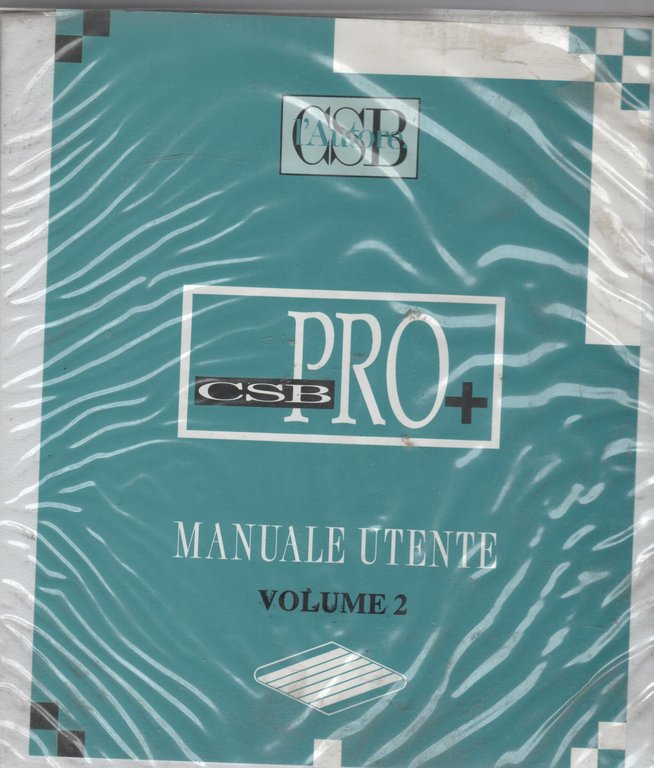 CSB
l'Autore
PRO+
CSB
MANUALE UTENTE
VOLUME 2